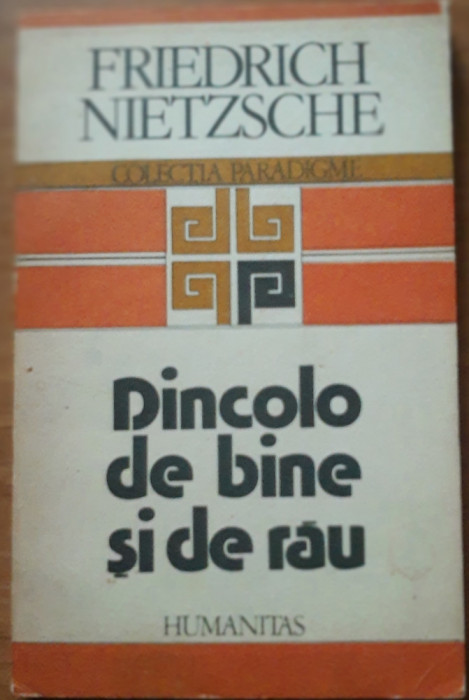 FRIEDRICH
NIETZSCHE
COLECȚIA PARADIGME
Dincolo
de bine
și de rău
HUMANITAS